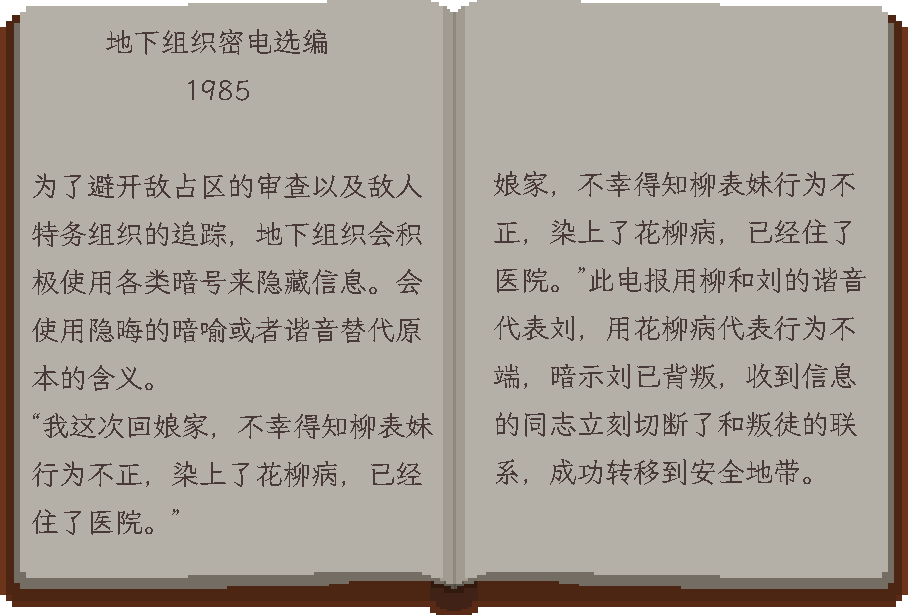 地下组织密电选编
1985
为了避开敌占区的审查以及敌人
特务组织的追踪，地下组织会积
极使用各类暗号来隐藏信息。会
使用隐晦的暗喻或者谐音替代原
本的含义。
“我这次回娘家，不幸得知柳表妹
行为不正，染上了花柳病，已经
住了医院。”
娘家，不幸得知柳表妹行为不
正，染上了花柳病，已经住了
医院。”此电报用柳和刘的谐音
代表刘，用花柳病代表行为不
端，暗示刘已背叛，收到信息
的同志立刻切断了和叛徒的联
系，成功转移到安全地带。